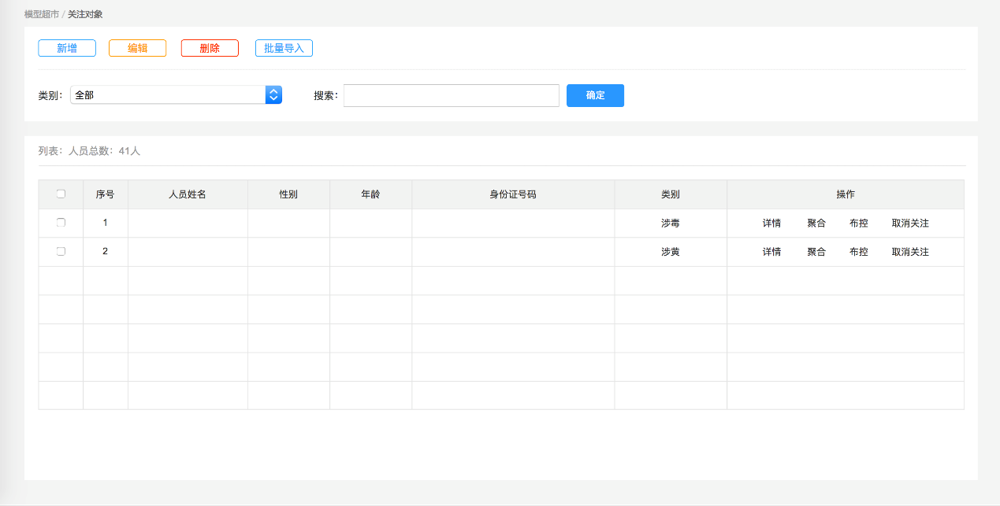 模型超市 / 关注对象
新增 编辑 删除 批量导入
类别： 全部 搜索： 确定
列表： 人员总数：41人
序号 人员姓名 性别 年龄 身份证号码 类别 操作
1 涉毒 详情 聚合 布控 取消关注
2 涉黄 详情 聚合 布控 取消关注